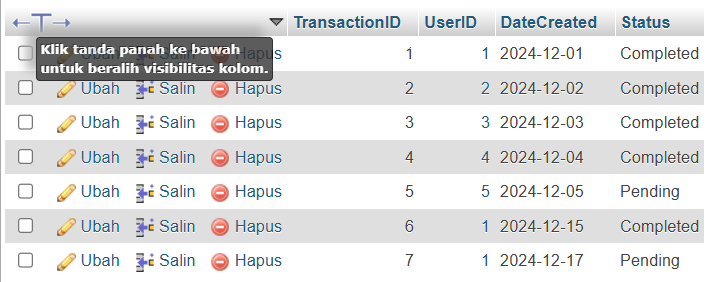 TransactionID UserID DateCreated Status
Klik tanda panah ke bawah
untuk beralih visibilitas kolom.
Hapus 1 1 2024-12-01 Completed
Ubah Salin Hapus 2 2 2024-12-02 Completed
Ubah Salin Hapus 3 3 2024-12-03 Completed
Ubah Salin Hapus 4 4 2024-12-04 Completed
Ubah Salin Hapus 5 5 2024-12-05 Pending
Ubah Salin Hapus 6 1 2024-12-15 Completed
Ubah Salin Hapus 7 1 2024-12-17 Pending